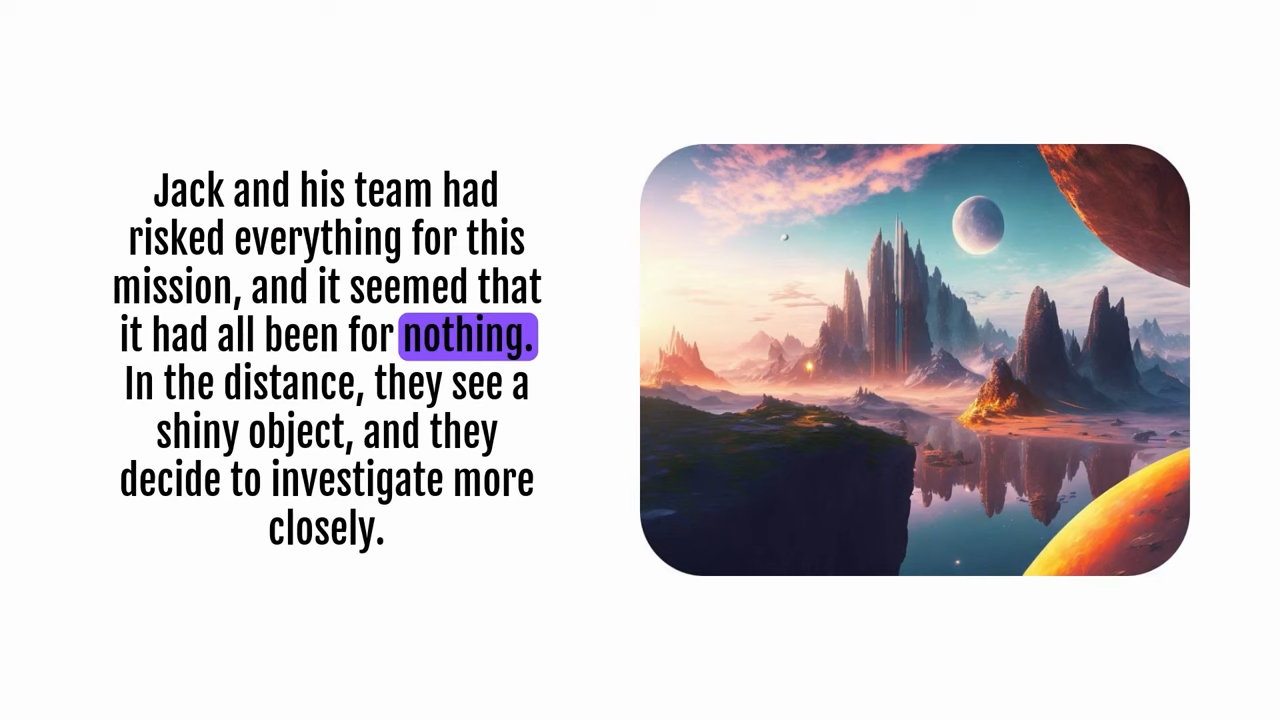 Jack and his team had
risked everything for this
mission, and it seemed that
it had all been for nothing.
In the distance, they see a
shiny object, and they
decide to investigate more
closely.